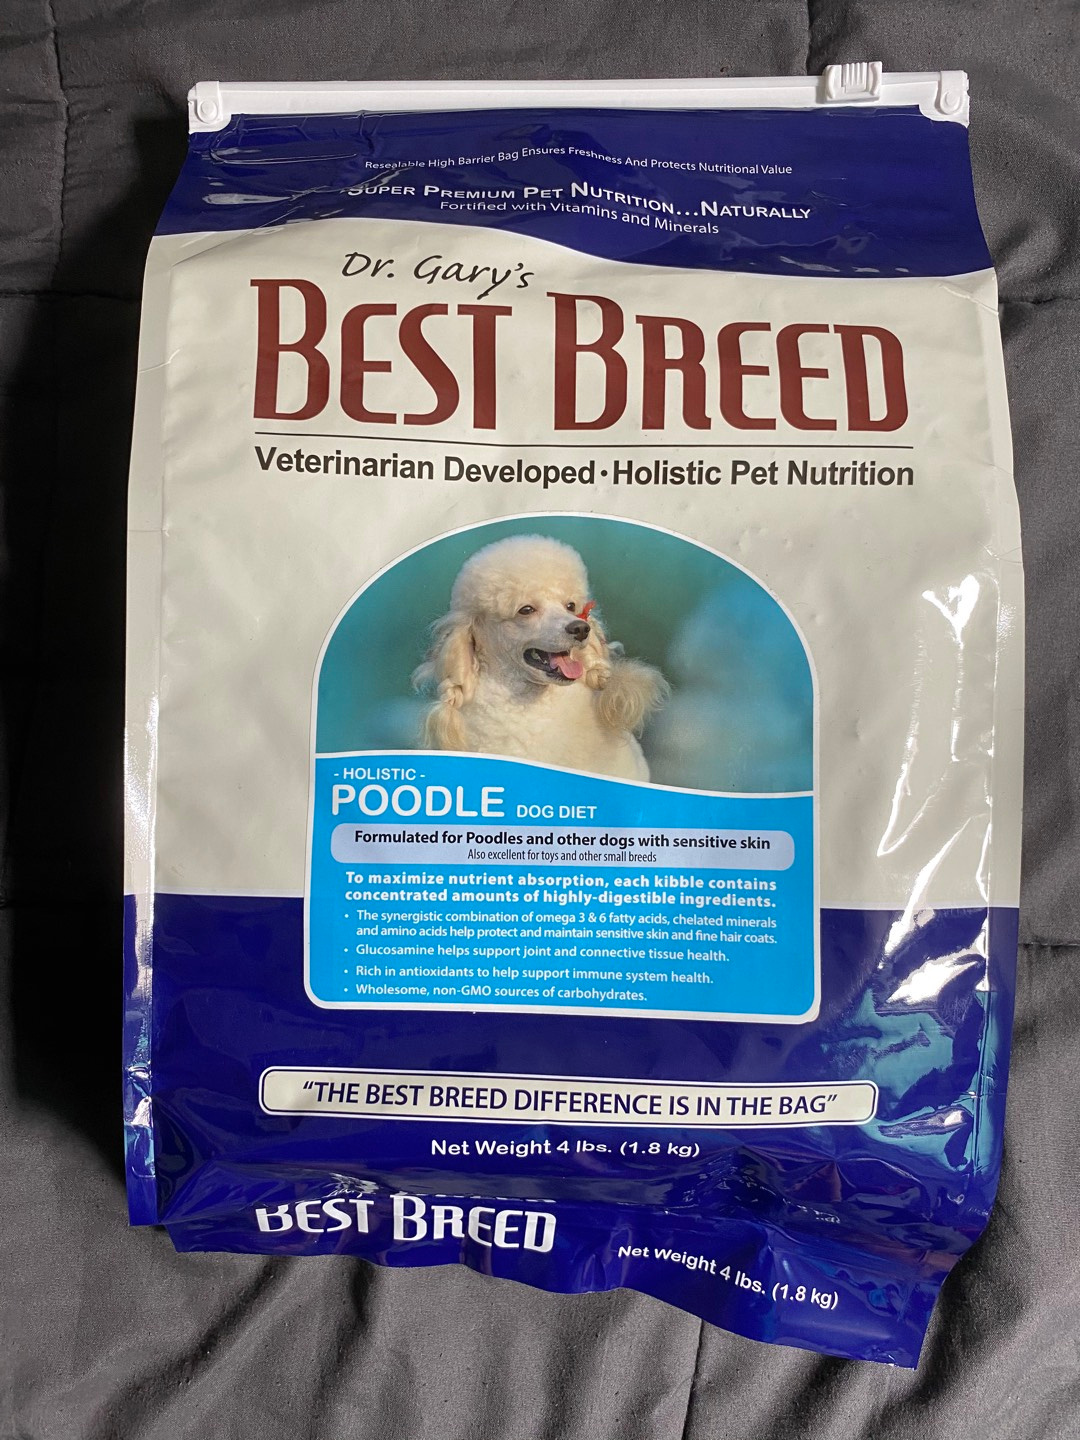 Resealable High Barrier Bag Ensures Freshness And Protects Nutritional Value
SUPER PREMIUM PET NUTRITION...NATURALLY
Fortified with Vitamins and Minerals
Dr. Gary's
BEST BREED
Veterinarian Developed • Holistic Pet Nutrition
- HOLISTIC -
POODLE DOG DIET
Formulated for Poodles and other dogs with sensitive skin
Also excellent for toys and other small breeds
To maximize nutrient absorption, each kibble contains
concentrated amounts of highly-digestible ingredients.
• The synergistic combination of omega 3 & 6 fatty acids, chelated minerals
and amino acids help protect and maintain sensitive skin and fine hair coats.
• Glucosamine helps support joint and connective tissue health.
• Rich in antioxidants to help support immune system health.
• Wholesome, non-GMO sources of carbohydrates.
"THE BEST BREED DIFFERENCE IS IN THE BAG"
Net Weight 4 lbs. (1.8 kg)
BEST BREED
Net Weight 4 lbs. (1.8 kg)